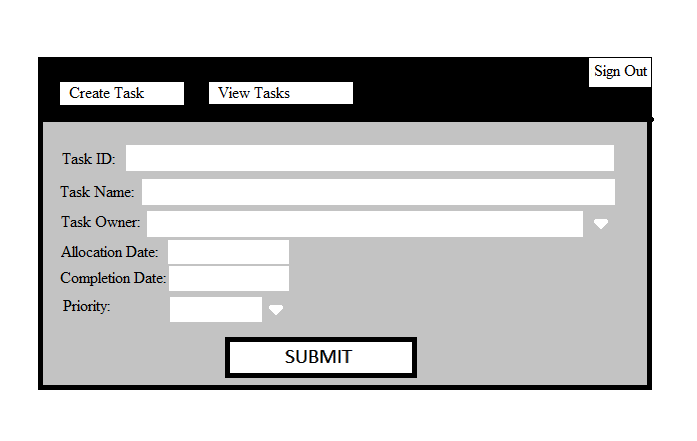 Sign Out
Create Task View Tasks
Task ID:
Task Name:
Task Owner:
Allocation Date:
Completion Date:
Priority:
SUBMIT